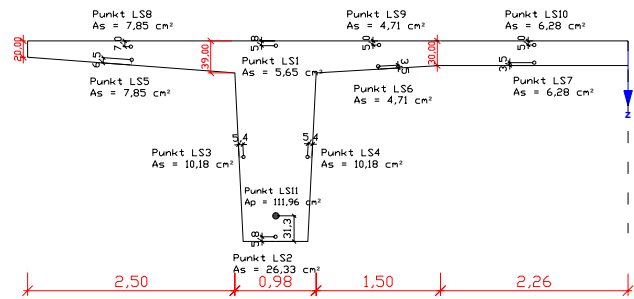 Punkt LS8
As = 7,85 cm²
Punkt LS9
As = 4,71 cm²
Punkt LS10
As = 6,28 cm²
20,00
7,0
6,5
39,00
5,8
5,0
3,5
30,00
5,0
3,5
Punkt LS1
As = 5,65 cm²
Punkt LS5
As = 7,85 cm²
Punkt LS6
As = 4,71 cm²
Punkt LS7
As = 6,28 cm²
z
5,4
5,4
Punkt LS3
As = 10,18 cm²
Punkt LS4
As = 10,18 cm²
Punkt LS11
Ap = 111,96 cm²
31,3
5,8
Punkt LS2
As = 26,33 cm²
2,50
0,98
1,50
2,26